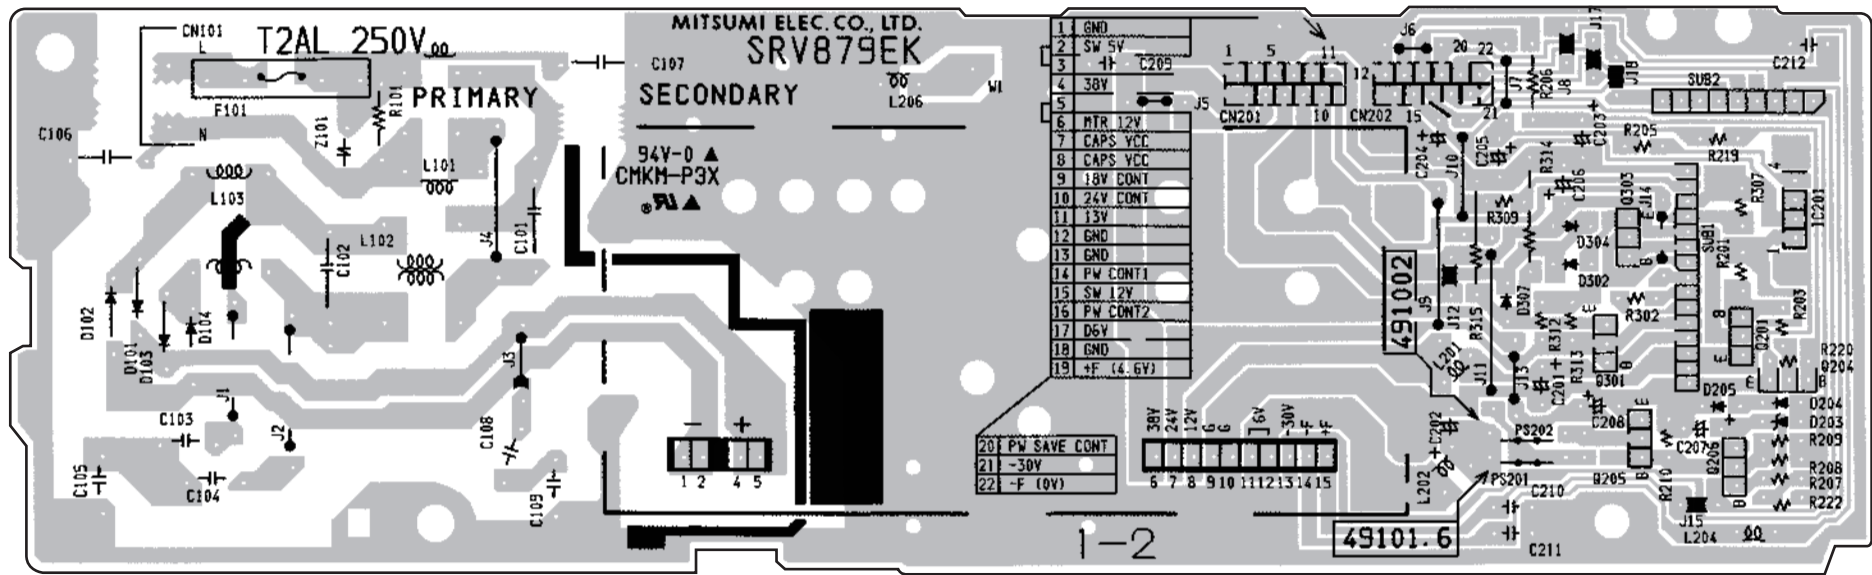 CN101
L
T2AL 250V
F101
N
R101
Z101
PRIMARY
C106
L103
L101
J4
C101
L102
C102
D102
D101
D103
D104
J3
J1
J2
C103
C104
C105
C108
C109
MITSUMI ELEC.CO., LTD.
SRV879EK
C107
SECONDARY
L206
W1
94V-0
CMKM-P3X
− +
1 2 4 5
1 GND
2 SW 5V
3
4 38V
5
6 MTR 12V
7 CAPS VCC
8 CAPS VCC
9 18V CONT
10 24V CONT
11 13V
12 GND
13 GND
14 PW CONT1
15 SW 12V
16 PW CONT2
17 D6V
18 GND
19 +F (4.6V)
20 PW SAVE CONT
21 -30V
22 -F (0V)
C209
J5
1 5 11
CN201 10
12
CN202 15 21
J6
20 22
J7
R206
J8
J17
J18
SUB2
C212
C204
J10
C205
R314
C203
R205
R219
C206
R309
Q303
E
B
J14
SUB1
R307
R201
4
1
IC201
D304
D302
J9
J12
R315
D307
R312
R313
R302
R203
491002
L201
J11
J13
C201
Q301
E
B
Q201
B
E
R220
Q204
E B
D205
D204
D203
R209
R208
R207
R222
38V 24V 12V G G 6V -30V -F +F
6 7 8 9 10 11 12 13 14 15
C202
L202
PS202
PS201
C208
Q205
E
B
R210
C207
Q206
B
J15
L204
C210
C211
49101.6
1-2